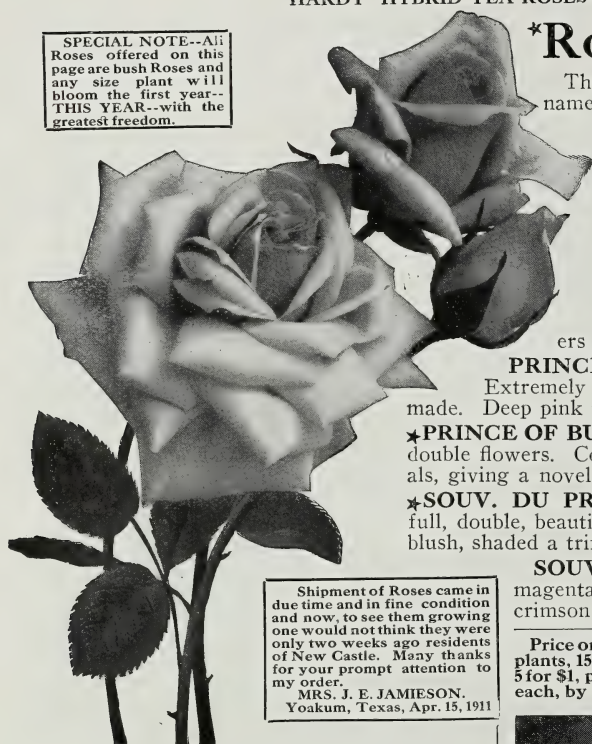 HARDY HYBRID TEA ROSES
SPECIAL NOTE--All
Roses offered on this
page are bush Roses and
any size plant will
bloom the first year--
THIS YEAR--with the
greatest freedom.
*Ro
Th
name
ers
PRINCE
Extremely
made. Deep pink
★PRINCE OF BU
double flowers. Ce
als, giving a novel
★SOUV. DU PR
full, double, beauti
blush, shaded a tri
SOUV
magenta
crimson
Shipment of Roses came in
due time and in fine condition
and now, to see them growing
one would not think they were
only two weeks ago residents
of New Castle. Many thanks
for your prompt attention to
my order.
MRS. J. E. JAMIESON.
Yoakum, Texas, Apr. 15, 1911
Price on
plants, 15
5 for $1, p
each, by